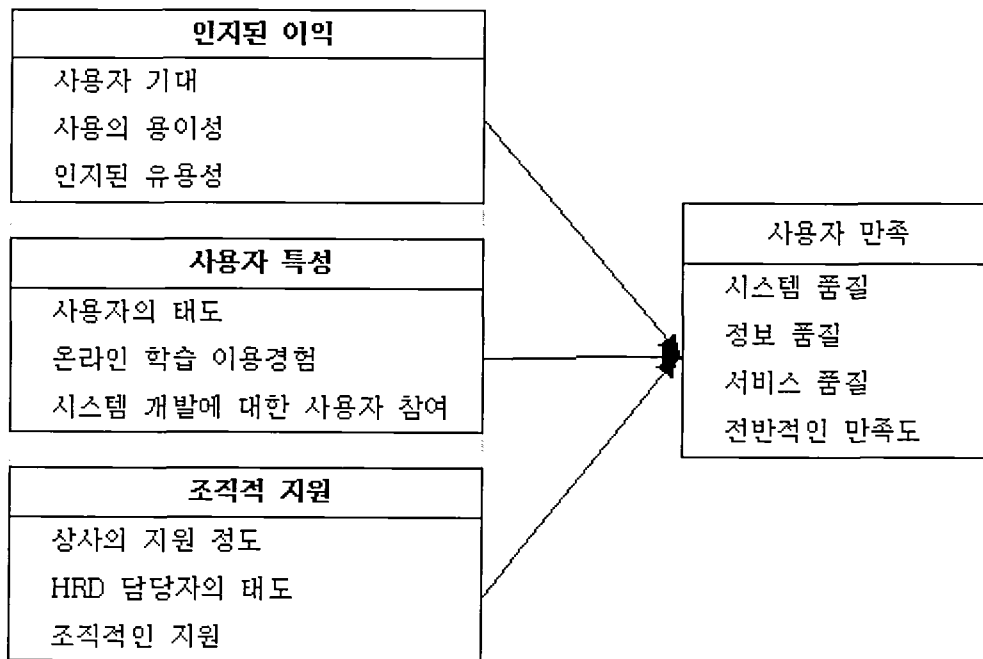 인지된 이익
사용자 기대
사용의 용이성
인지된 유용성
사용자 특성
사용자의 태도
온라인 학습 이용경험
시스템 개발에 대한 사용자 참여
조직적 지원
상사의 지원 정도
HRD 담당자의 태도
조직적인 지원
사용자 만족
시스템 품질
정보 품질
서비스 품질
전반적인 만족도